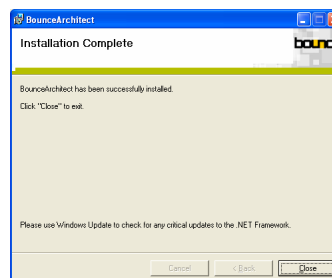 BounceArchitect
Installation Complete
BounceArchitect has been successfully installed.
Click "Close" to exit.
Please use Windows Update to check for any critical updates to the .NET Framework.
Cancel
< Back
Close